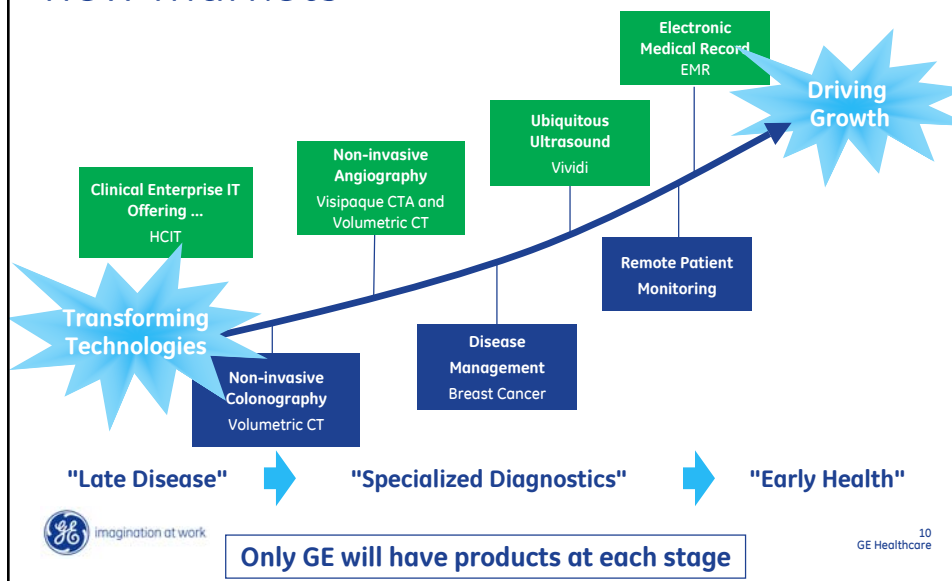 Electronic
Medical Record
EMR
Driving
Growth
Ubiquitous
Ultrasound
Vividi
Non-invasive
Angiography
Visipaque CTA and
Volumetric CT
Clinical Enterprise IT
Offering ...
HCIT
Remote Patient
Monitoring
Transforming
Technologies
Disease
Management
Breast Cancer
Non-invasive
Colonography
Volumetric CT
"Late Disease"
"Specialized Diagnostics"
"Early Health"
GE
imagination at work
Only GE will have products at each stage
10
GE Healthcare